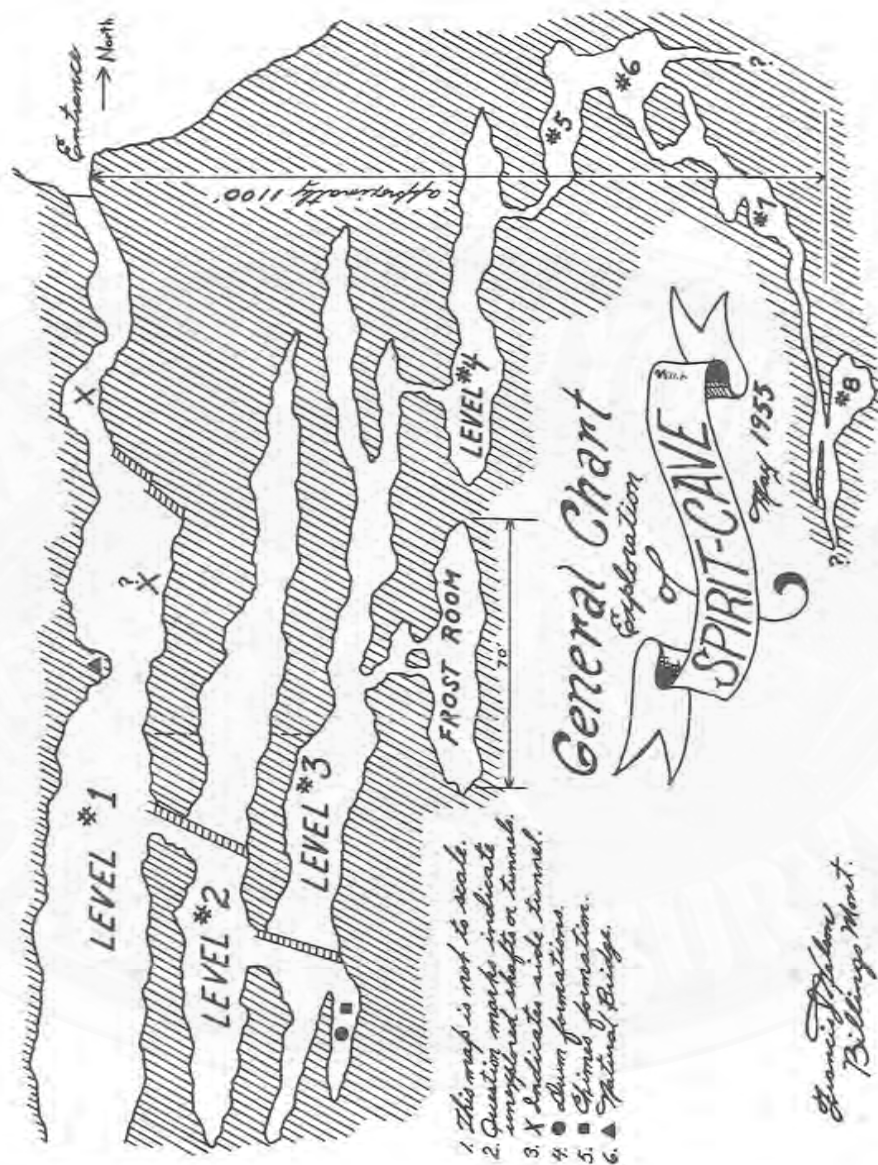 Entrance
→ North
approximately 1100'
LEVEL #1
X
?
X
LEVEL #2
LEVEL #3
LEVEL #4
#5
#6
?
#7
#8
?
FROST ROOM
70'
General Chart
Exploration
of
SPIRIT-CAVE
May 1955
1. This map is not to scale.
2. Question marks indicate
unexplored shafts or tunnels.
3. X Indicates side tunnel.
4. ● Drum formations.
5. ■ Chimes formation.
6. ▲ Natural Bridge.
Francis
Billings Mont.